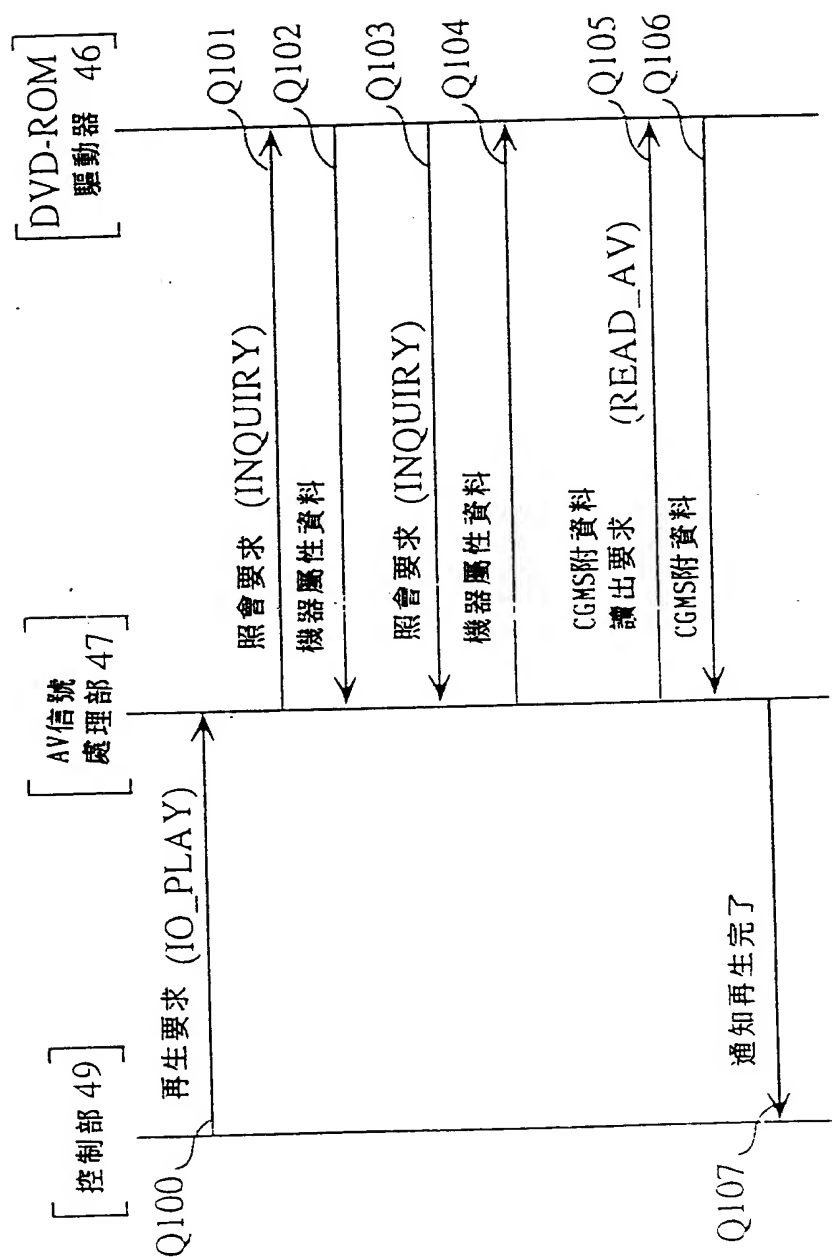 [控制部 49]
[AV信號
處理部 47]
[DVD-ROM
驅動器 46]
Q100
再生要求 (IO_PLAY)
照會要求 (INQUIRY)
Q101
機器屬性資料
Q102
照會要求 (INQUIRY)
Q103
機器屬性資料
Q104
CGMS附資料
讀出要求 (READ_AV)
Q105
CGMS附資料
Q106
Q107
通知再生完了